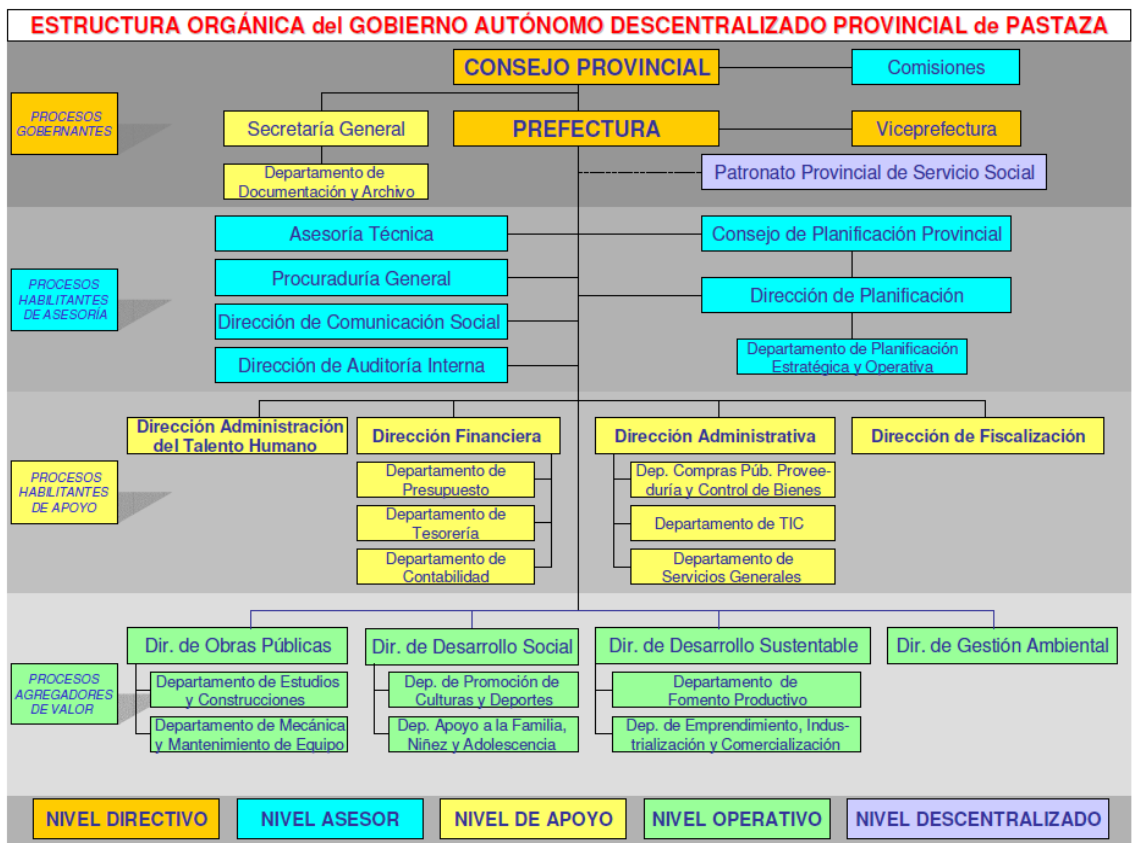 ESTRUCTURA ORGÁNICA del GOBIERNO AUTÓNOMO DESCENTRALIZADO PROVINCIAL de PASTAZA
CONSEJO PROVINCIAL
Comisiones
PROCESOS
GOBERNANTES
Secretaría General
PREFECTURA
Viceprefectura
Departamento de
Documentación y Archivo
Patronato Provincial de Servicio Social
PROCESOS
HABILITANTES
DE ASESORÍA
Asesoría Técnica
Consejo de Planificación Provincial
Procuraduría General
Dirección de Planificación
Dirección de Comunicación Social
Dirección de Auditoría Interna
Departamento de Planificación
Estratégica y Operativa
PROCESOS
HABILITANTES
DE APOYO
Dirección Administración
del Talento Humano
Dirección Financiera
Dirección Administrativa
Dirección de Fiscalización
Departamento de
Presupuesto
Dep. Compras Púb. Provee-
duría y Control de Bienes
Departamento de
Tesorería
Departamento de TIC
Departamento de
Contabilidad
Departamento de
Servicios Generales
PROCESOS
AGREGADORES
DE VALOR
Dir. de Obras Públicas
Dir. de Desarrollo Social
Dir. de Desarrollo Sustentable
Dir. de Gestión Ambiental
Departamento de Estudios
y Construcciones
Dep. de Promoción de
Culturas y Deportes
Departamento de
Fomento Productivo
Departamento de Mecánica
y Mantenimiento de Equipo
Dep. Apoyo a la Familia,
Niñez y Adolescencia
Dep. de Emprendimiento, Indus-
trialización y Comercialización
NIVEL DIRECTIVO
NIVEL ASESOR
NIVEL DE APOYO
NIVEL OPERATIVO
NIVEL DESCENTRALIZADO